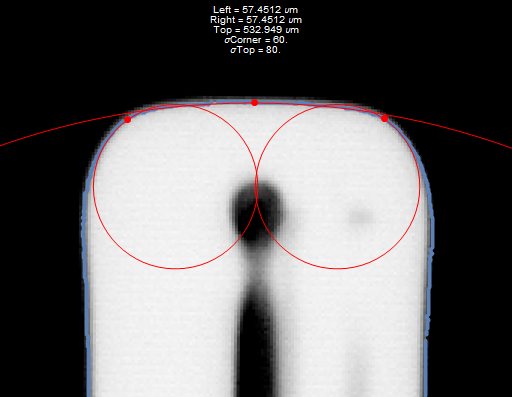 Left = 57.4512 um
Right = 57.4512 um
Top = 532.949 um
σCorner = 60.
σTop = 80.